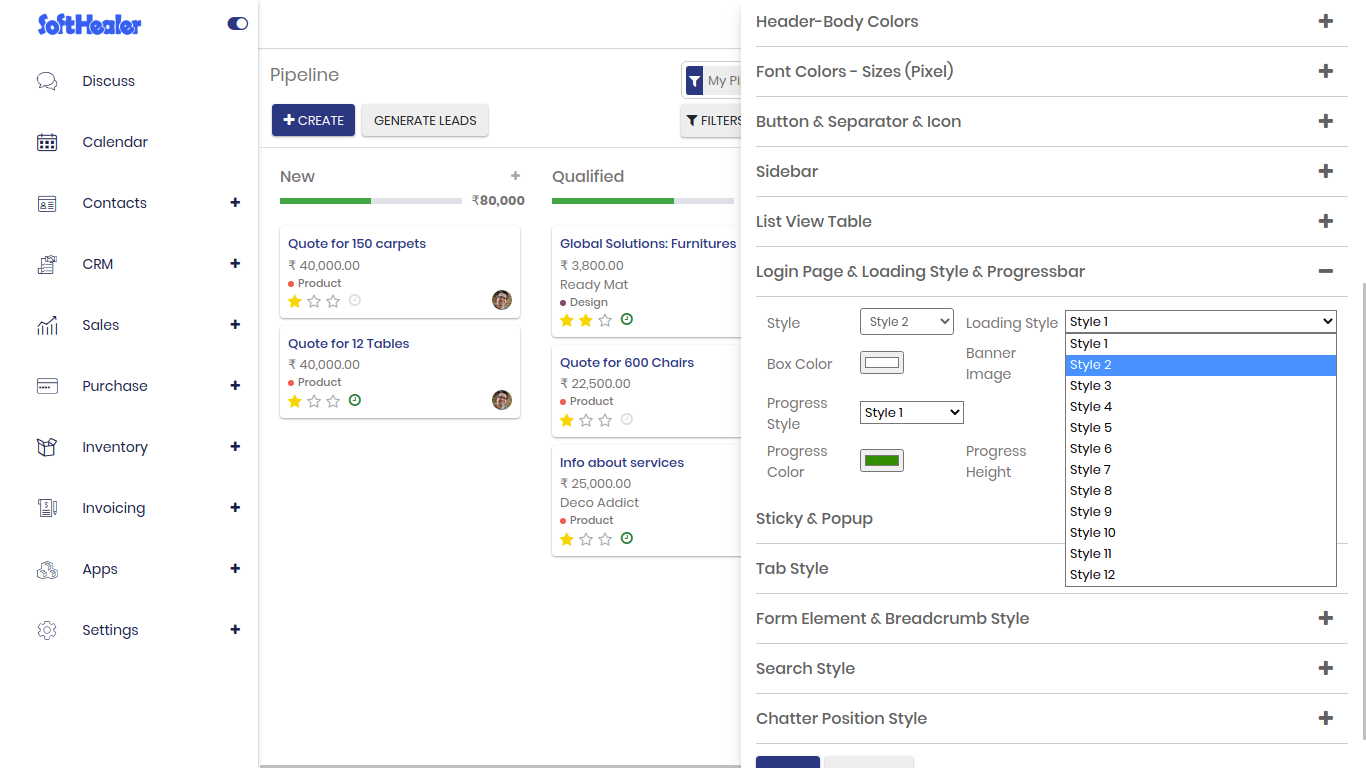 SoftHealer
Discuss
Calendar
Contacts
CRM
Sales
Purchase
Inventory
Invoicing
Apps
Settings
Pipeline
My Pi
CREATE
GENERATE LEADS
FILTERS
New
₹80,000
Quote for 150 carpets
₹ 40,000.00
Product
Quote for 12 Tables
₹ 40,000.00
Product
Qualified
Global Solutions: Furnitures
₹ 3,800.00
Ready Mat
Design
Quote for 600 Chairs
₹ 22,500.00
Product
Info about services
₹ 25,000.00
Deco Addict
Product
Header-Body Colors
Font Colors - Sizes (Pixel)
Button & Separator & Icon
Sidebar
List View Table
Login Page & Loading Style & Progressbar
Style
Style 2
Loading Style
Style 1
Style 1
Style 2
Style 3
Style 4
Style 5
Style 6
Style 7
Style 8
Style 9
Style 10
Style 11
Style 12
Box Color
Banner
Image
Progress
Style
Style 1
Progress
Color
Progress
Height
Sticky & Popup
Tab Style
Form Element & Breadcrumb Style
Search Style
Chatter Position Style